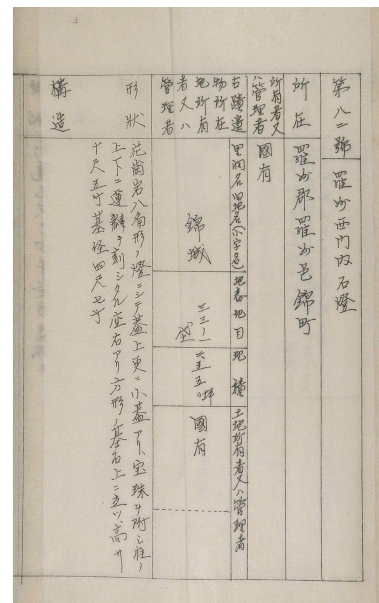 第八二號　羅州西門內石燈
所在　羅州郡羅州邑錦町
所有者又ハ管理者　國有
古蹟遺物所在地所有者又ハ管理者
里洞名(旧地名小字名)　地番　地目　地積　土地所有者又ハ管理者
錦城　三三ノ一　垈　坪　國有
形狀
構造
花崗岩八角形ノ燈ニシテ蓋上更ニ小蓋アリ、宝珠ヲ附シ柱ノ
上下ニ蓮瓣ヲ刻シタル座石アリ方形ノ基石上ニ立ツ、高サ
十尺五寸基径四尺七寸